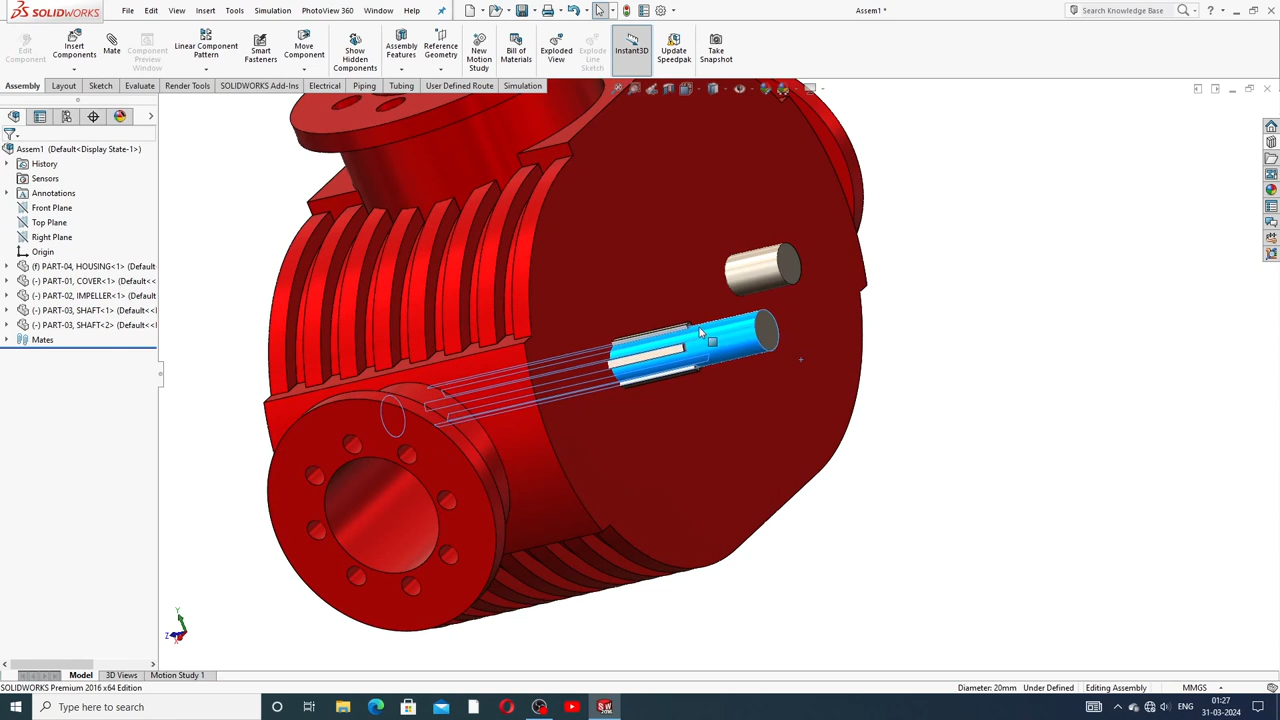 SOLIDWORKS File Edit View Insert Tools Simulation PhotoView 360 Window Help Assem1 * Search Knowledge Base
Edit Component
Insert Components
Mate
Component Preview Window
Linear Component Pattern
Smart Fasteners
Move Component
Show Hidden Components
Assembly Features
Reference Geometry
New Motion Study
Bill of Materials
Exploded View
Explode Line Sketch
Instant3D
Update Speedpak
Take Snapshot
Assembly Layout Sketch Evaluate Render Tools SOLIDWORKS Add-Ins Electrical Piping Tubing User Defined Route Simulation
Assem1 (Default<Display State-1>)
History
Sensors
Annotations
Front Plane
Top Plane
Right Plane
Origin
(f) PART-04, HOUSING<1> (Default
(-) PART-01, COVER<1> (Default<<
(-) PART-02, IMPELLER<1> (Default
(-) PART-03, SHAFT<1> (Default<<
(-) PART-03, SHAFT<2> (Default<<I
Mates
Y
Z
X
Model 3D Views Motion Study 1
SOLIDWORKS Premium 2016 x64 Edition Diameter: 20mm Under Defined Editing Assembly MMGS
Type here to search
ENG
01:27
31-03-2024